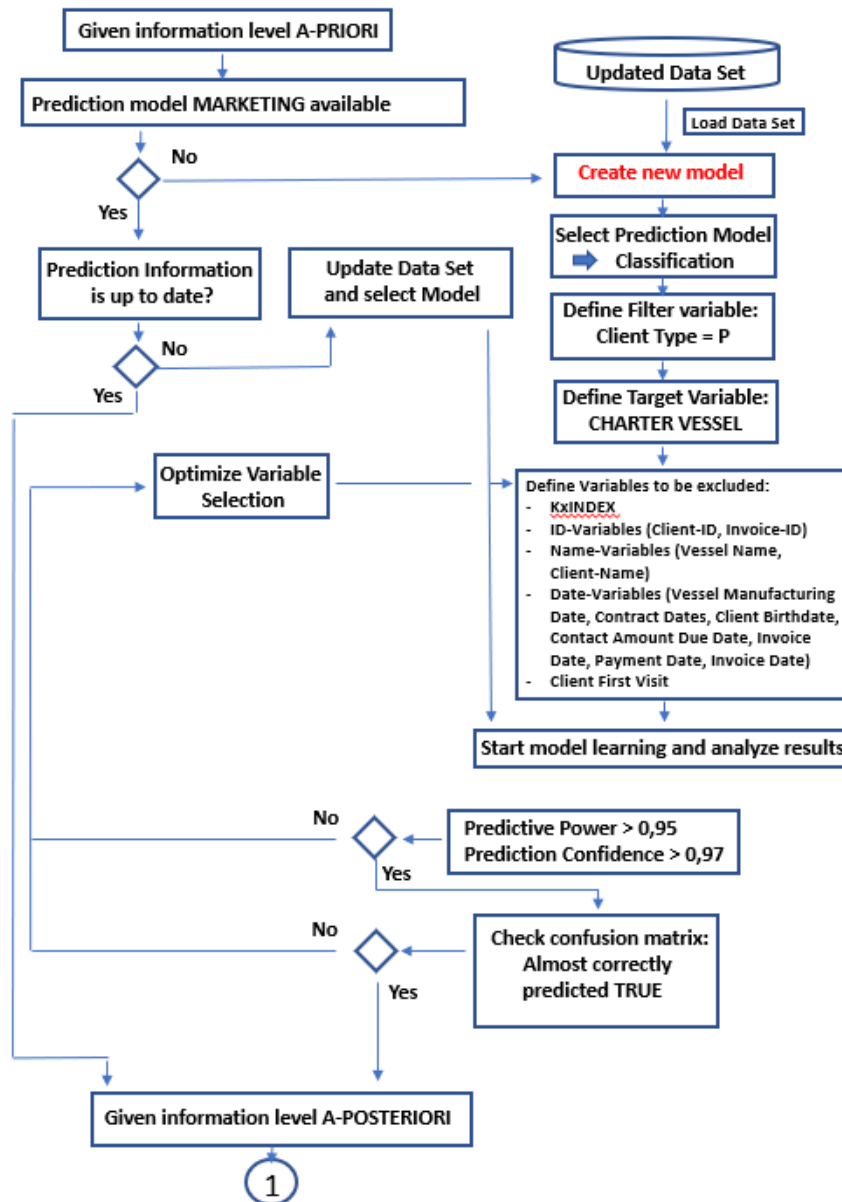 Given information level A-PRIORI
Prediction model MARKETING available
Updated Data Set
Load Data Set
No
Create new model
Yes
Select Prediction Model
Classification
Prediction Information
is up to date?
Update Data Set
and select Model
Define Filter variable:
Client Type = P
No
Yes
Define Target Variable:
CHARTER VESSEL
Optimize Variable
Selection
Define Variables to be excluded:
- KxINDEX
- ID-Variables (Client-ID, Invoice-ID)
- Name-Variables (Vessel Name,
Client-Name)
- Date-Variables (Vessel Manufacturing
Date, Contract Dates, Client Birthdate,
Contact Amount Due Date, Invoice
Date, Payment Date, Invoice Date)
- Client First Visit
Start model learning and analyze results
No
Predictive Power > 0,95
Prediction Confidence > 0,97
Yes
No
Check confusion matrix:
Almost correctly
predicted TRUE
Yes
Given information level A-POSTERIORI
1